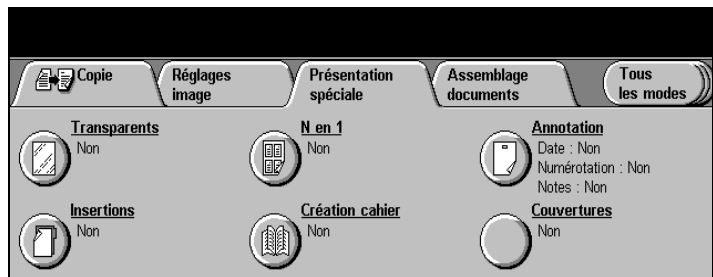 Copie
Réglages
image
Présentation
spéciale
Assemblage
documents
Tous
les modes
Transparents
Non
N en 1
Non
Annotation
Date : Non
Numérotation : Non
Notes : Non
Insertions
Non
Création cahier
Non
Couvertures
Non